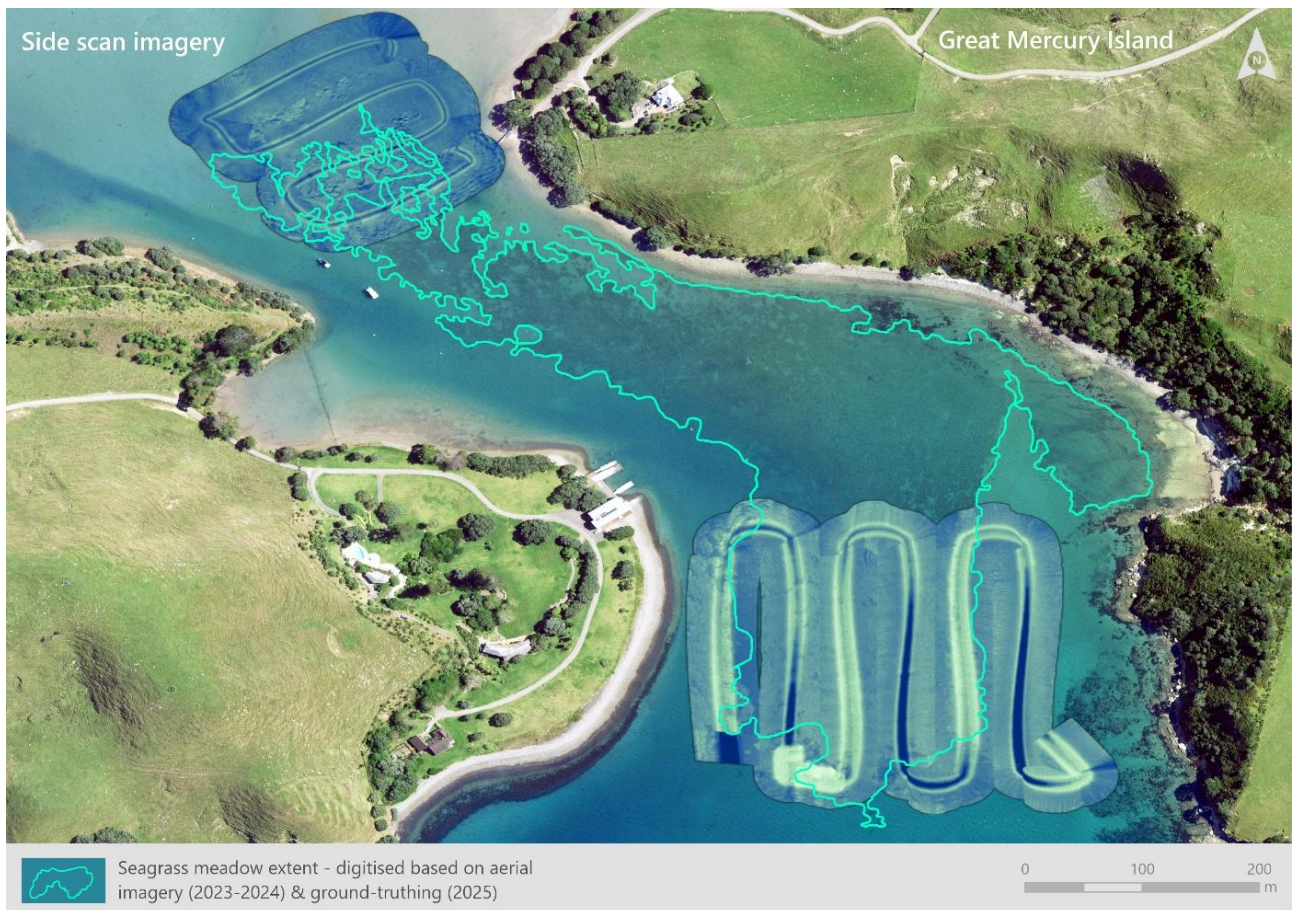 Side scan imagery
Great Mercury Island
N
Seagrass meadow extent - digitised based on aerial
imagery (2023-2024) & ground-truthing (2025)
0 100 200
m